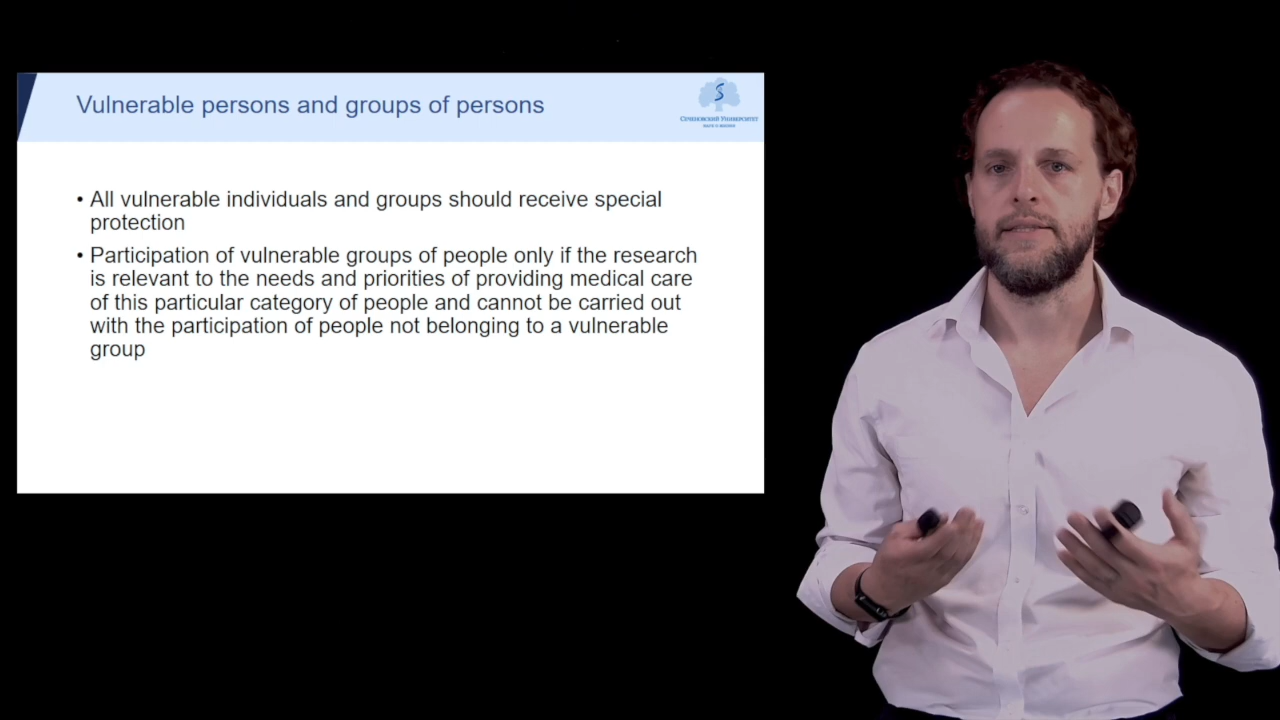 Vulnerable persons and groups of persons
Сеченовский Университет
• All vulnerable individuals and groups should receive special
protection
• Participation of vulnerable groups of people only if the research
is relevant to the needs and priorities of providing medical care
of this particular category of people and cannot be carried out
with the participation of people not belonging to a vulnerable
group